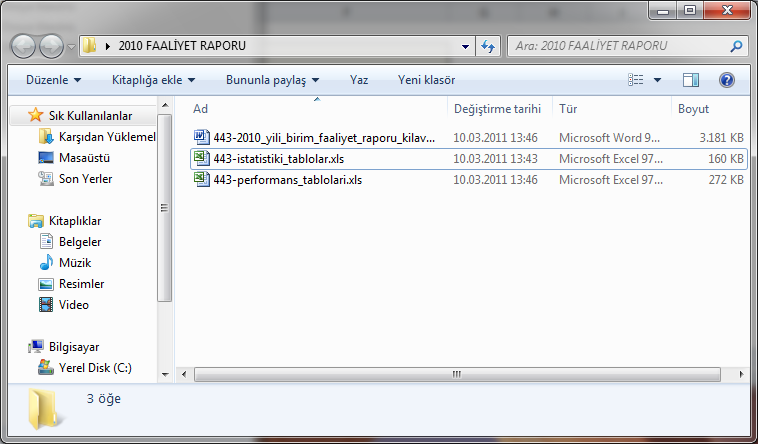 2010 FAALİYET RAPORU
Ara: 2010 FAALİYET RAPORU
Düzenle Kitaplığa ekle Bununla paylaş Yaz Yeni klasör
Ad Değiştirme tarihi Tür Boyut
443-2010_yili_birim_faaliyet_raporu_kilav... 10.03.2011 13:46 Microsoft Word 9... 3.181 KB
443-istatistiki_tablolar.xls 10.03.2011 13:43 Microsoft Excel 97... 160 KB
443-performans_tablolari.xls 10.03.2011 13:46 Microsoft Excel 97... 272 KB
Sık Kullanılanlar
Karşıdan Yüklemel
Masaüstü
Son Yerler
Kitaplıklar
Belgeler
Müzik
Resimler
Video
Bilgisayar
Yerel Disk (C:)
3 öğe